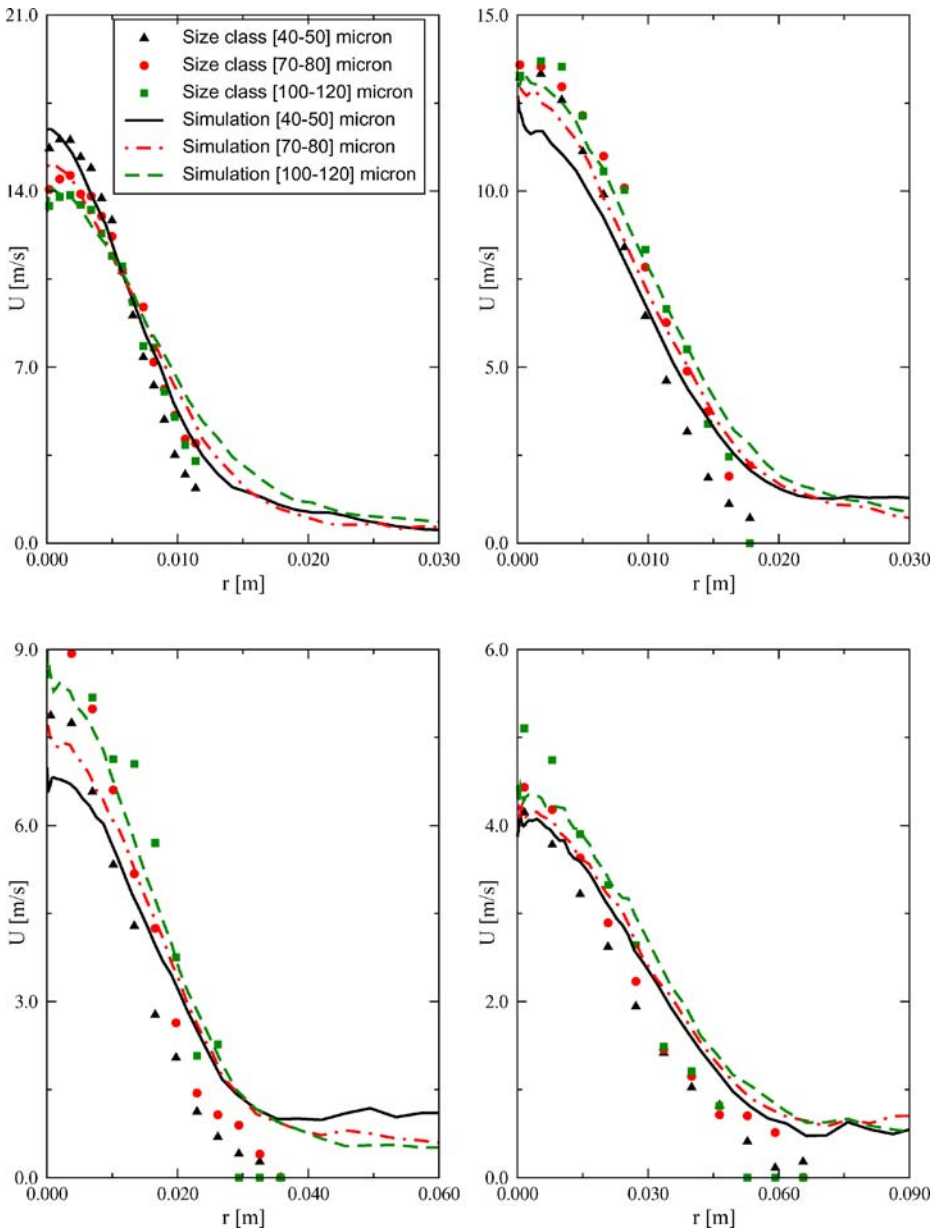 21.0
Size class [40-50] micron
Size class [70-80] micron
Size class [100-120] micron
Simulation [40-50] micron
Simulation [70-80] micron
Simulation [100-120] micron
14.0
U [m/s]
7.0
0.0
0.000 0.010 0.020 0.030
r [m]
15.0
10.0
U [m/s]
5.0
0.0
0.000 0.010 0.020 0.030
r [m]
9.0
6.0
U [m/s]
3.0
0.0
0.000 0.020 0.040 0.060
r [m]
6.0
4.0
U [m/s]
2.0
0.0
0.000 0.030 0.060 0.090
r [m]